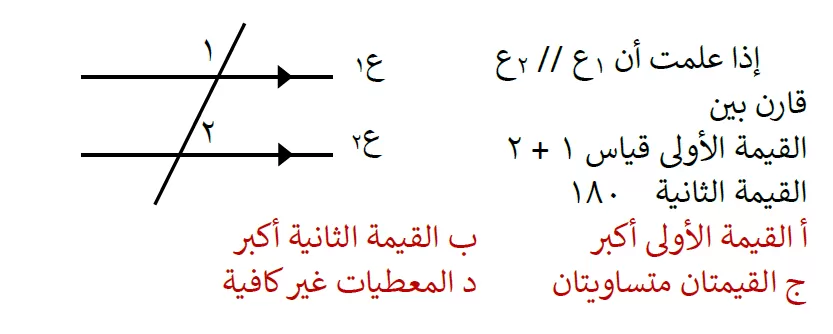 إذا علمت أن ع١ // ع٢
قارن بين
القيمة الأولى قياس ١ + ٢
القيمة الثانية ١٨٠
أ القيمة الأولى أكبر ب القيمة الثانية أكبر
ج القيمتان متساويتان د المعطيات غير كافية
١
ع١
٢
ع٢